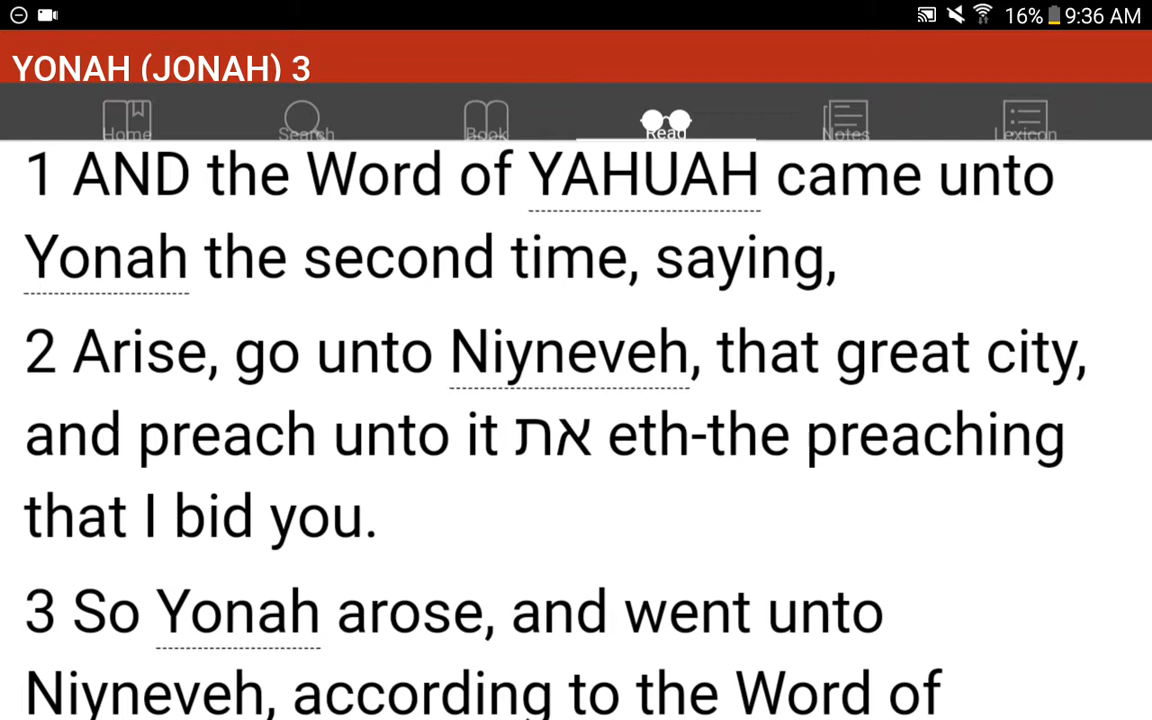 16% 9:36 AM
YONAH (JONAH) 3
Home Search Book Read Notes Lexicon
1 AND the Word of YAHUAH came unto
Yonah the second time, saying,
2 Arise, go unto Niyneveh, that great city,
and preach unto it את eth-the preaching
that I bid you.
3 So Yonah arose, and went unto
Niyneveh, according to the Word of